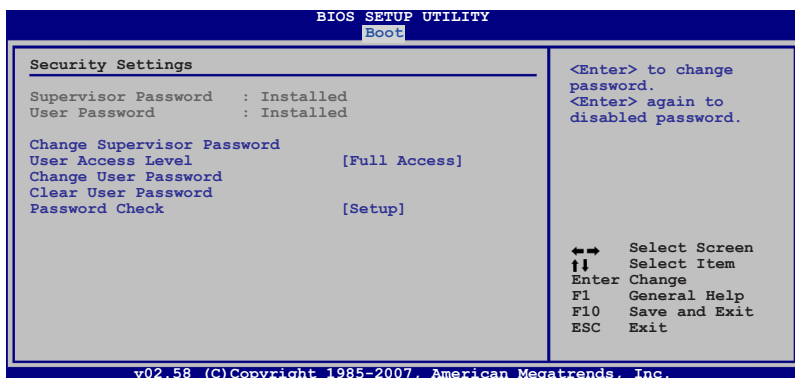 BIOS SETUP UTILITY
Boot
Security Settings
Supervisor Password : Installed
User Password : Installed
Change Supervisor Password
User Access Level [Full Access]
Change User Password
Clear User Password
Password Check [Setup]
<Enter> to change
password.
<Enter> again to
disabled password.
←→ Select Screen
↑↓ Select Item
Enter Change
F1 General Help
F10 Save and Exit
ESC Exit
v02.58 (C)Copyright 1985-2007, American Megatrends, Inc.